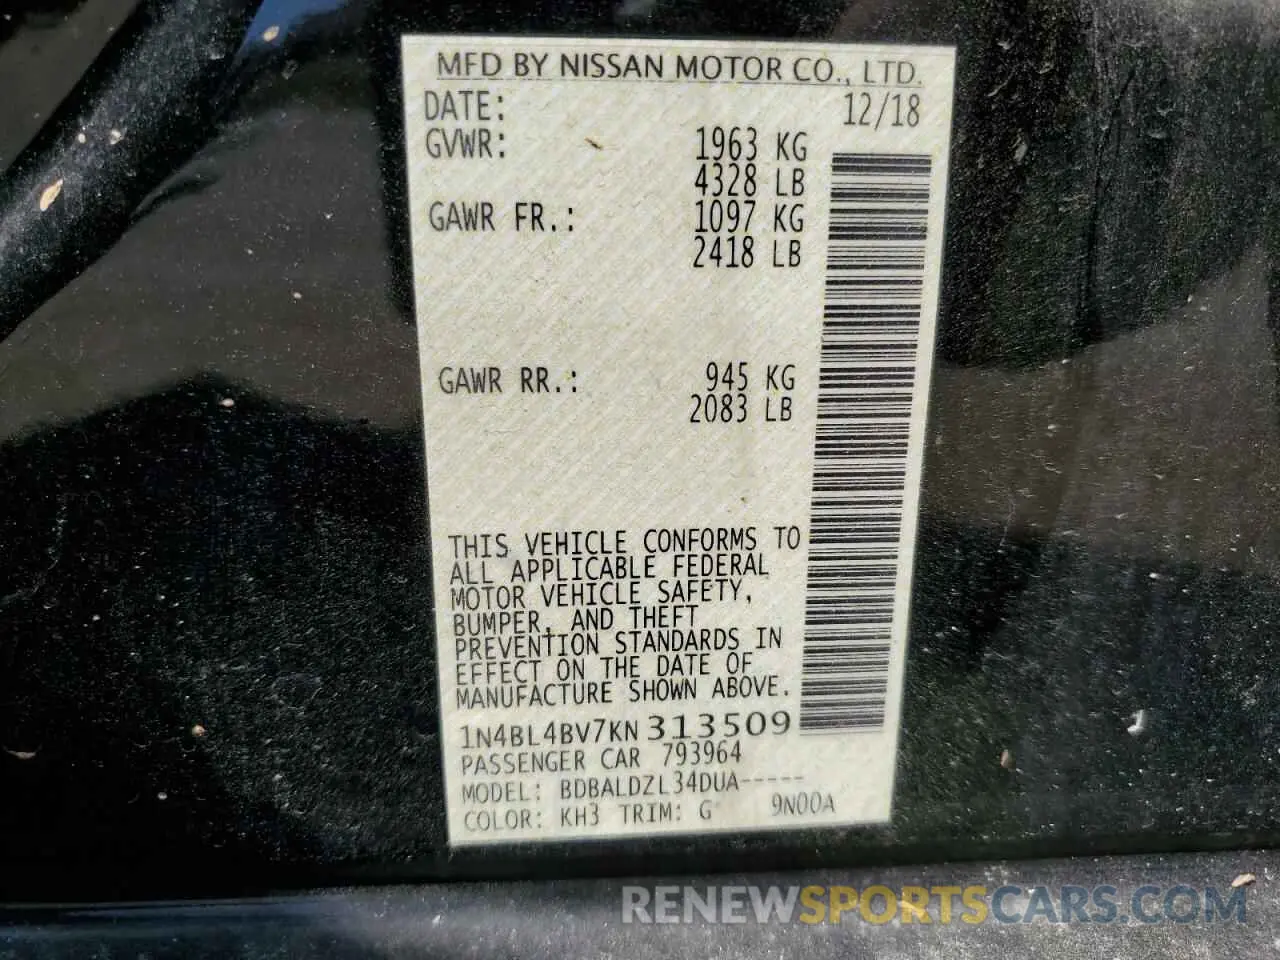 MFD BY NISSAN MOTOR CO., LTD.
DATE: 12/18
GVWR: 1963 KG
4328 LB
GAWR FR.: 1097 KG
2418 LB
GAWR RR.: 945 KG
2083 LB
THIS VEHICLE CONFORMS TO
ALL APPLICABLE FEDERAL
MOTOR VEHICLE SAFETY,
BUMPER, AND THEFT
PREVENTION STANDARDS IN
EFFECT ON THE DATE OF
MANUFACTURE SHOWN ABOVE.
1N4BL4BV7KN313509
PASSENGER CAR 793964
MODEL: BDBALDZL34DUA-----
COLOR: KH3 TRIM: G 9N00A
RENEWSPORTSCARS.COM